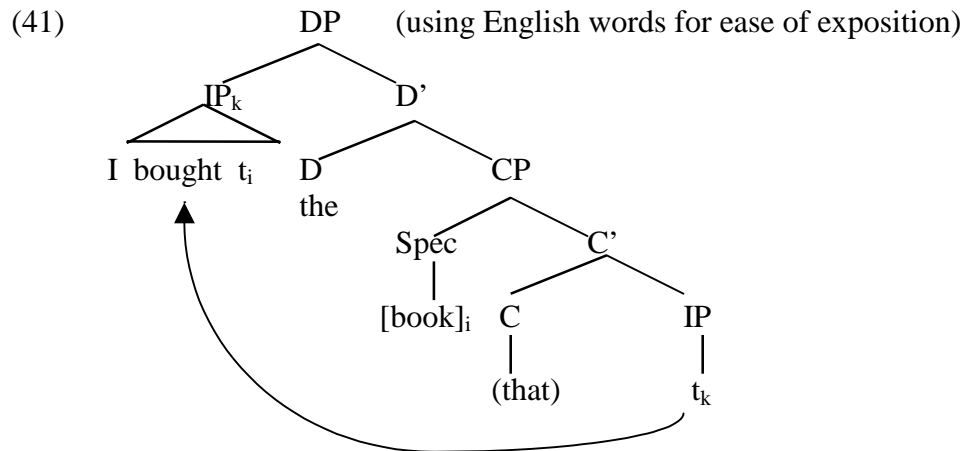 (41) DP (using English words for ease of exposition)
IPk D’
I bought ti D CP
the
Spec C’
[book]i C IP
(that) tk